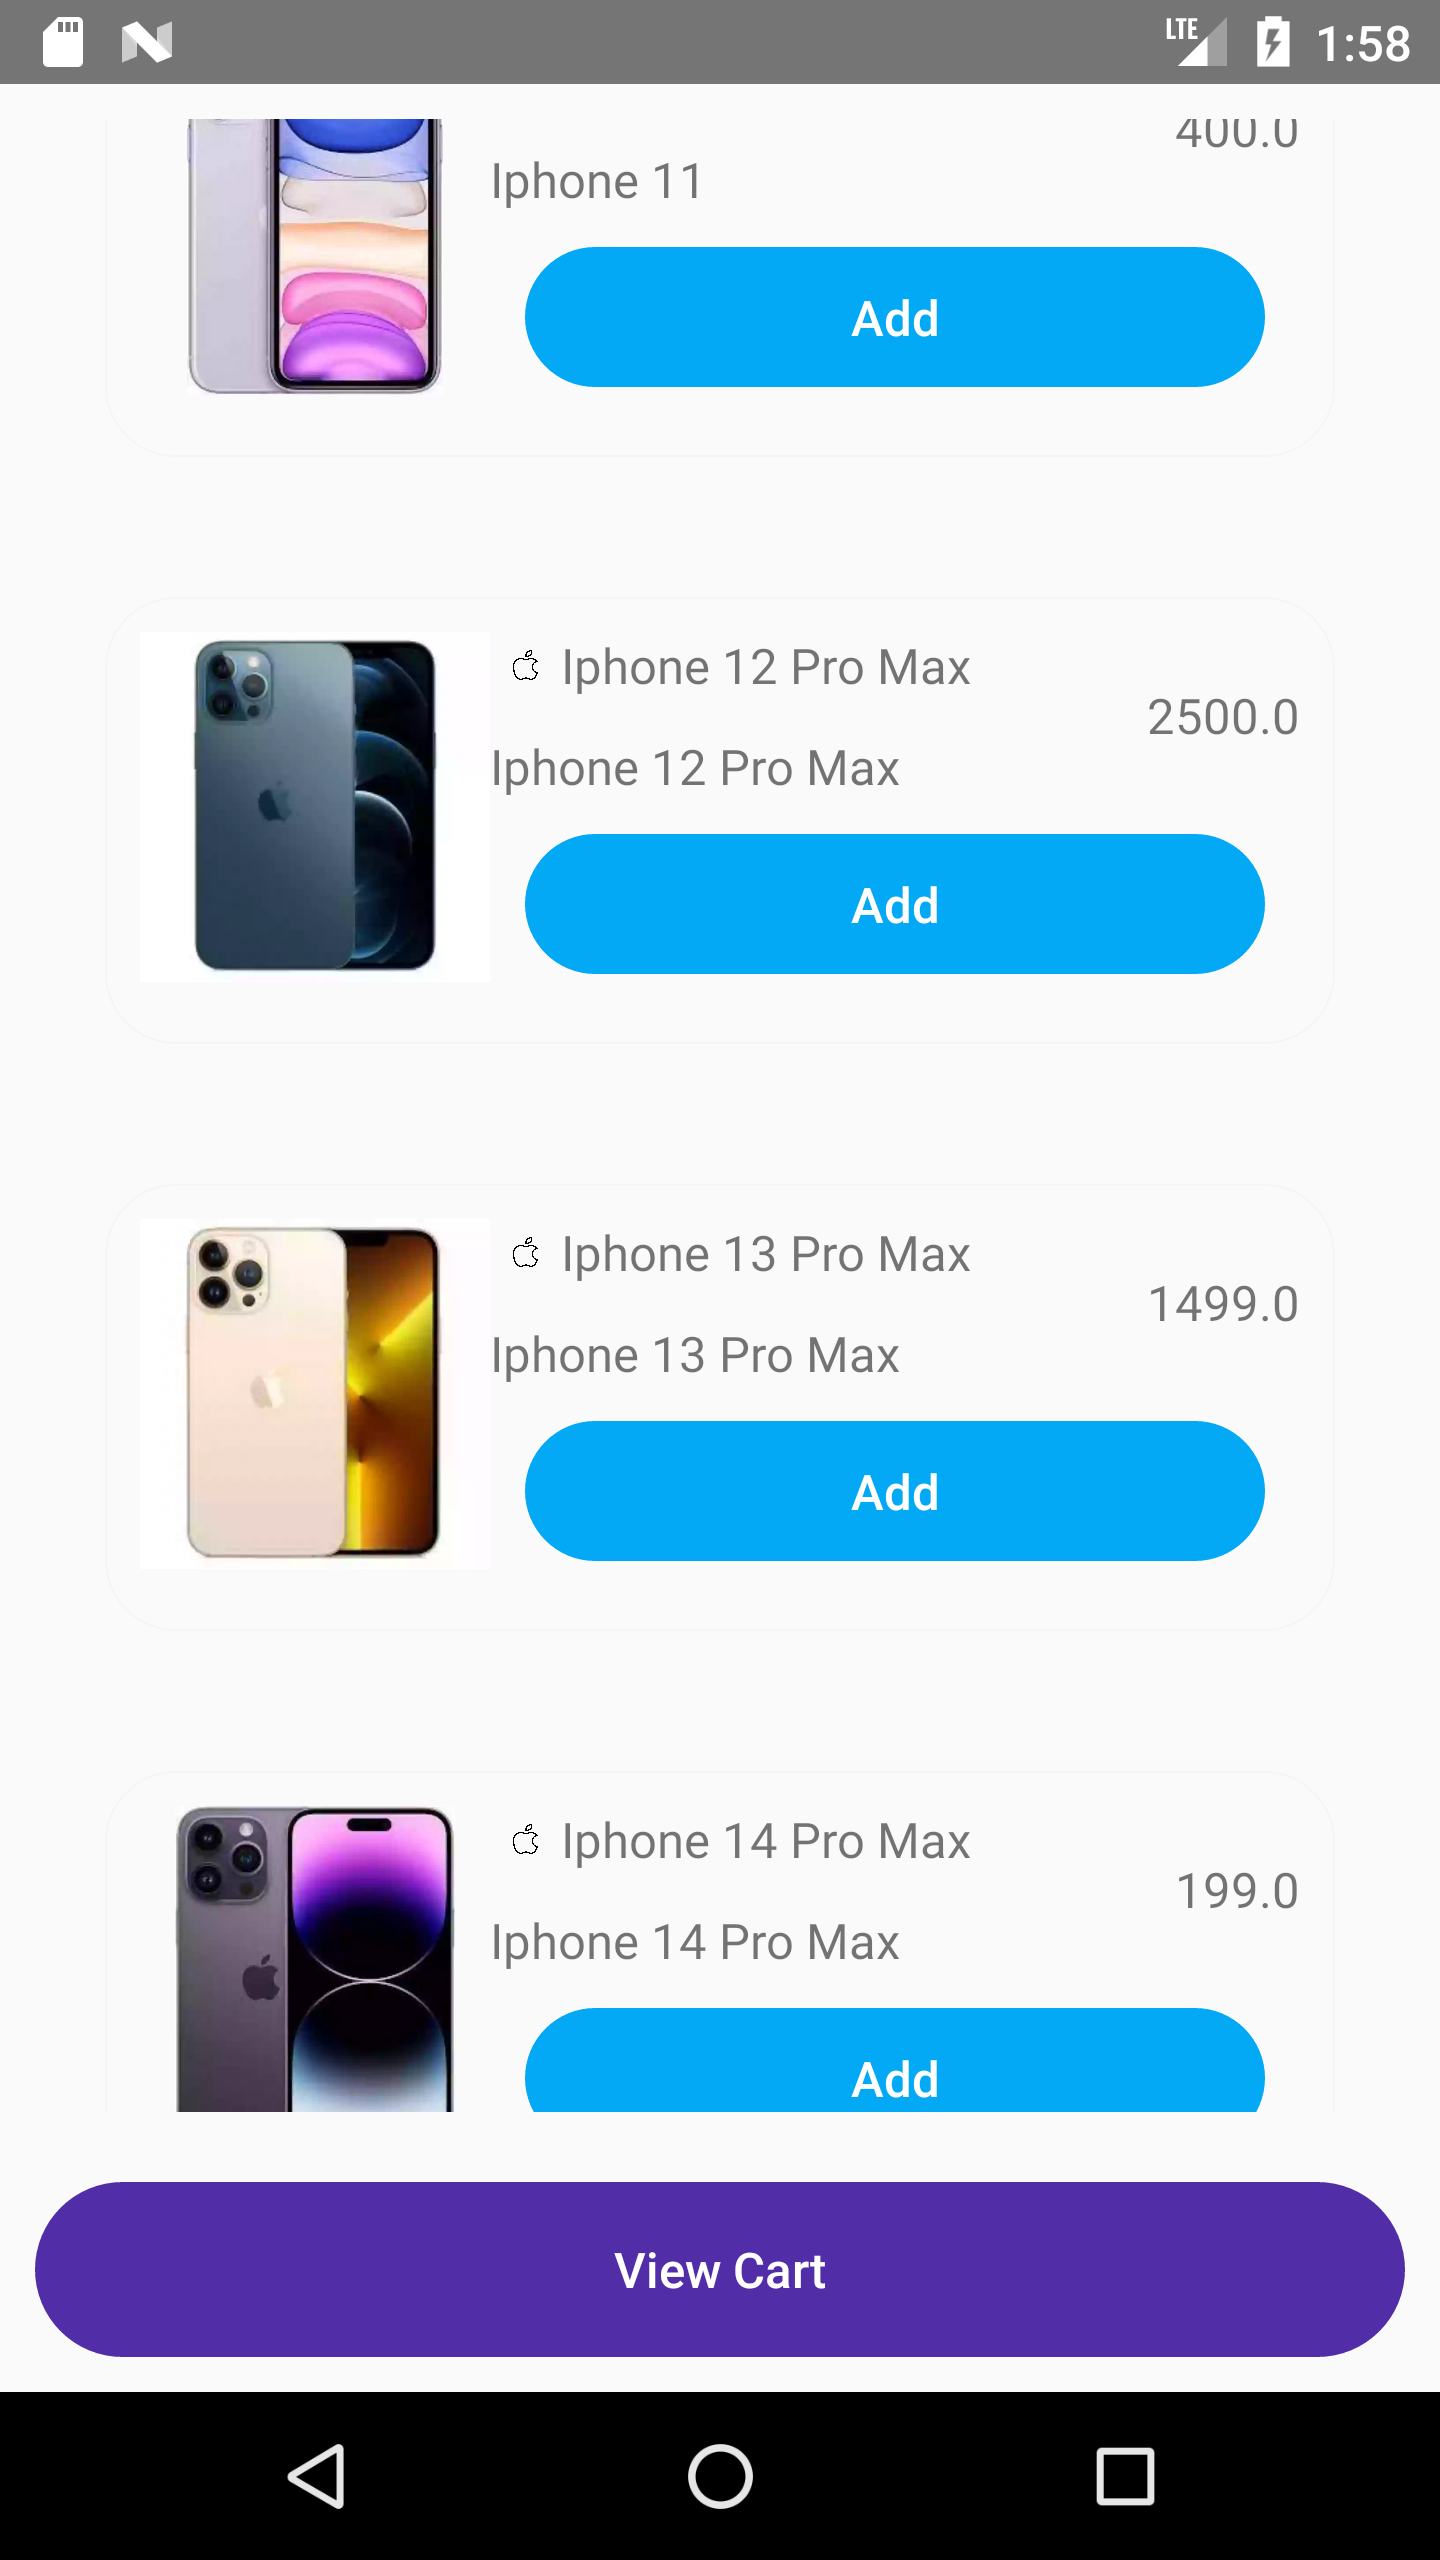 LTE 1:58
400.0
Iphone 11
Add
Iphone 12 Pro Max
2500.0
Iphone 12 Pro Max
Add
Iphone 13 Pro Max
1499.0
Iphone 13 Pro Max
Add
Iphone 14 Pro Max
199.0
Iphone 14 Pro Max
Add
View Cart